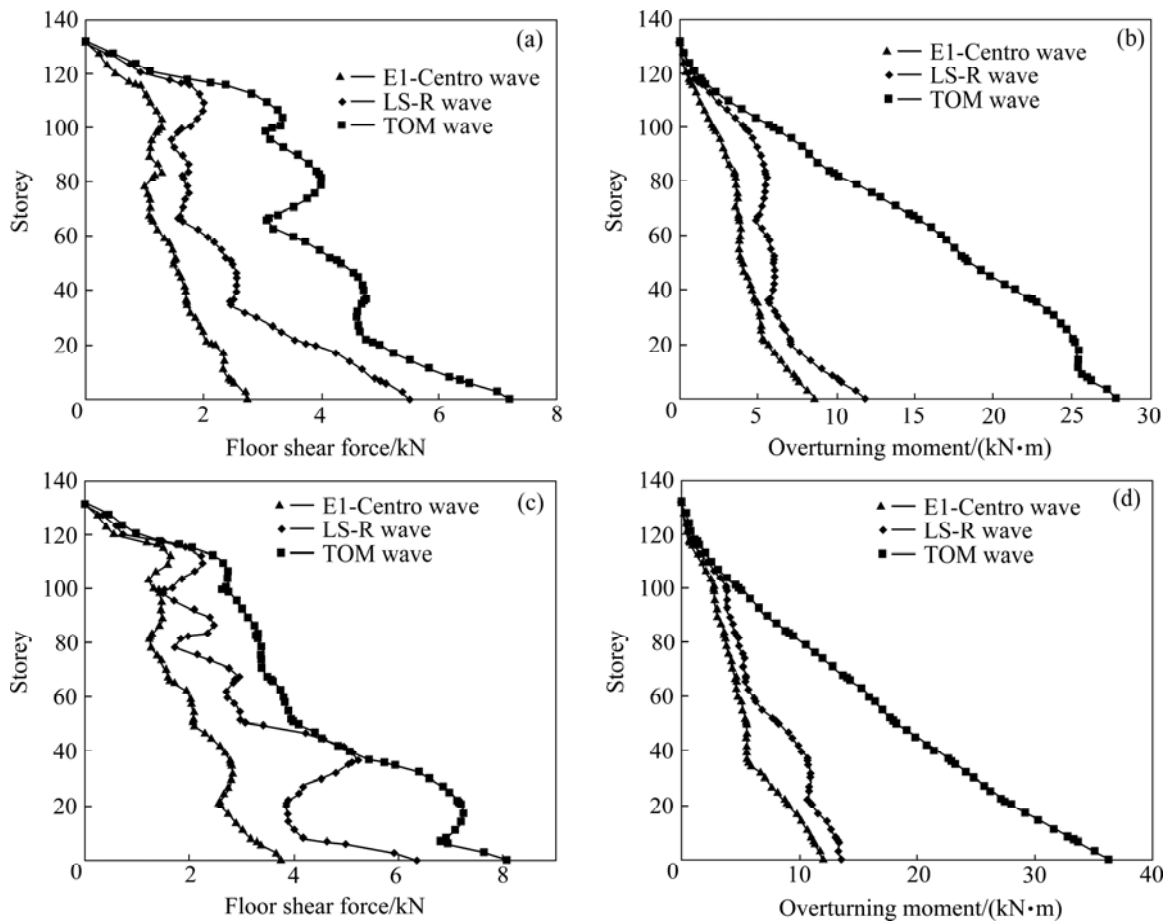 (a)
E1-Centro wave
LS-R wave
TOM wave
Storey
140
120
100
80
60
40
20
0
2
4
6
8
Floor shear force/kN
(b)
E1-Centro wave
LS-R wave
TOM wave
Storey
140
120
100
80
60
40
20
0
5
10
15
20
25
30
Overturning moment/(kN•m)
(c)
E1-Centro wave
LS-R wave
TOM wave
Storey
140
120
100
80
60
40
20
0
2
4
6
8
Floor shear force/kN
(d)
E1-Centro wave
LS-R wave
TOM wave
Storey
140
120
100
80
60
40
20
0
10
20
30
40
Overturning moment/(kN•m)